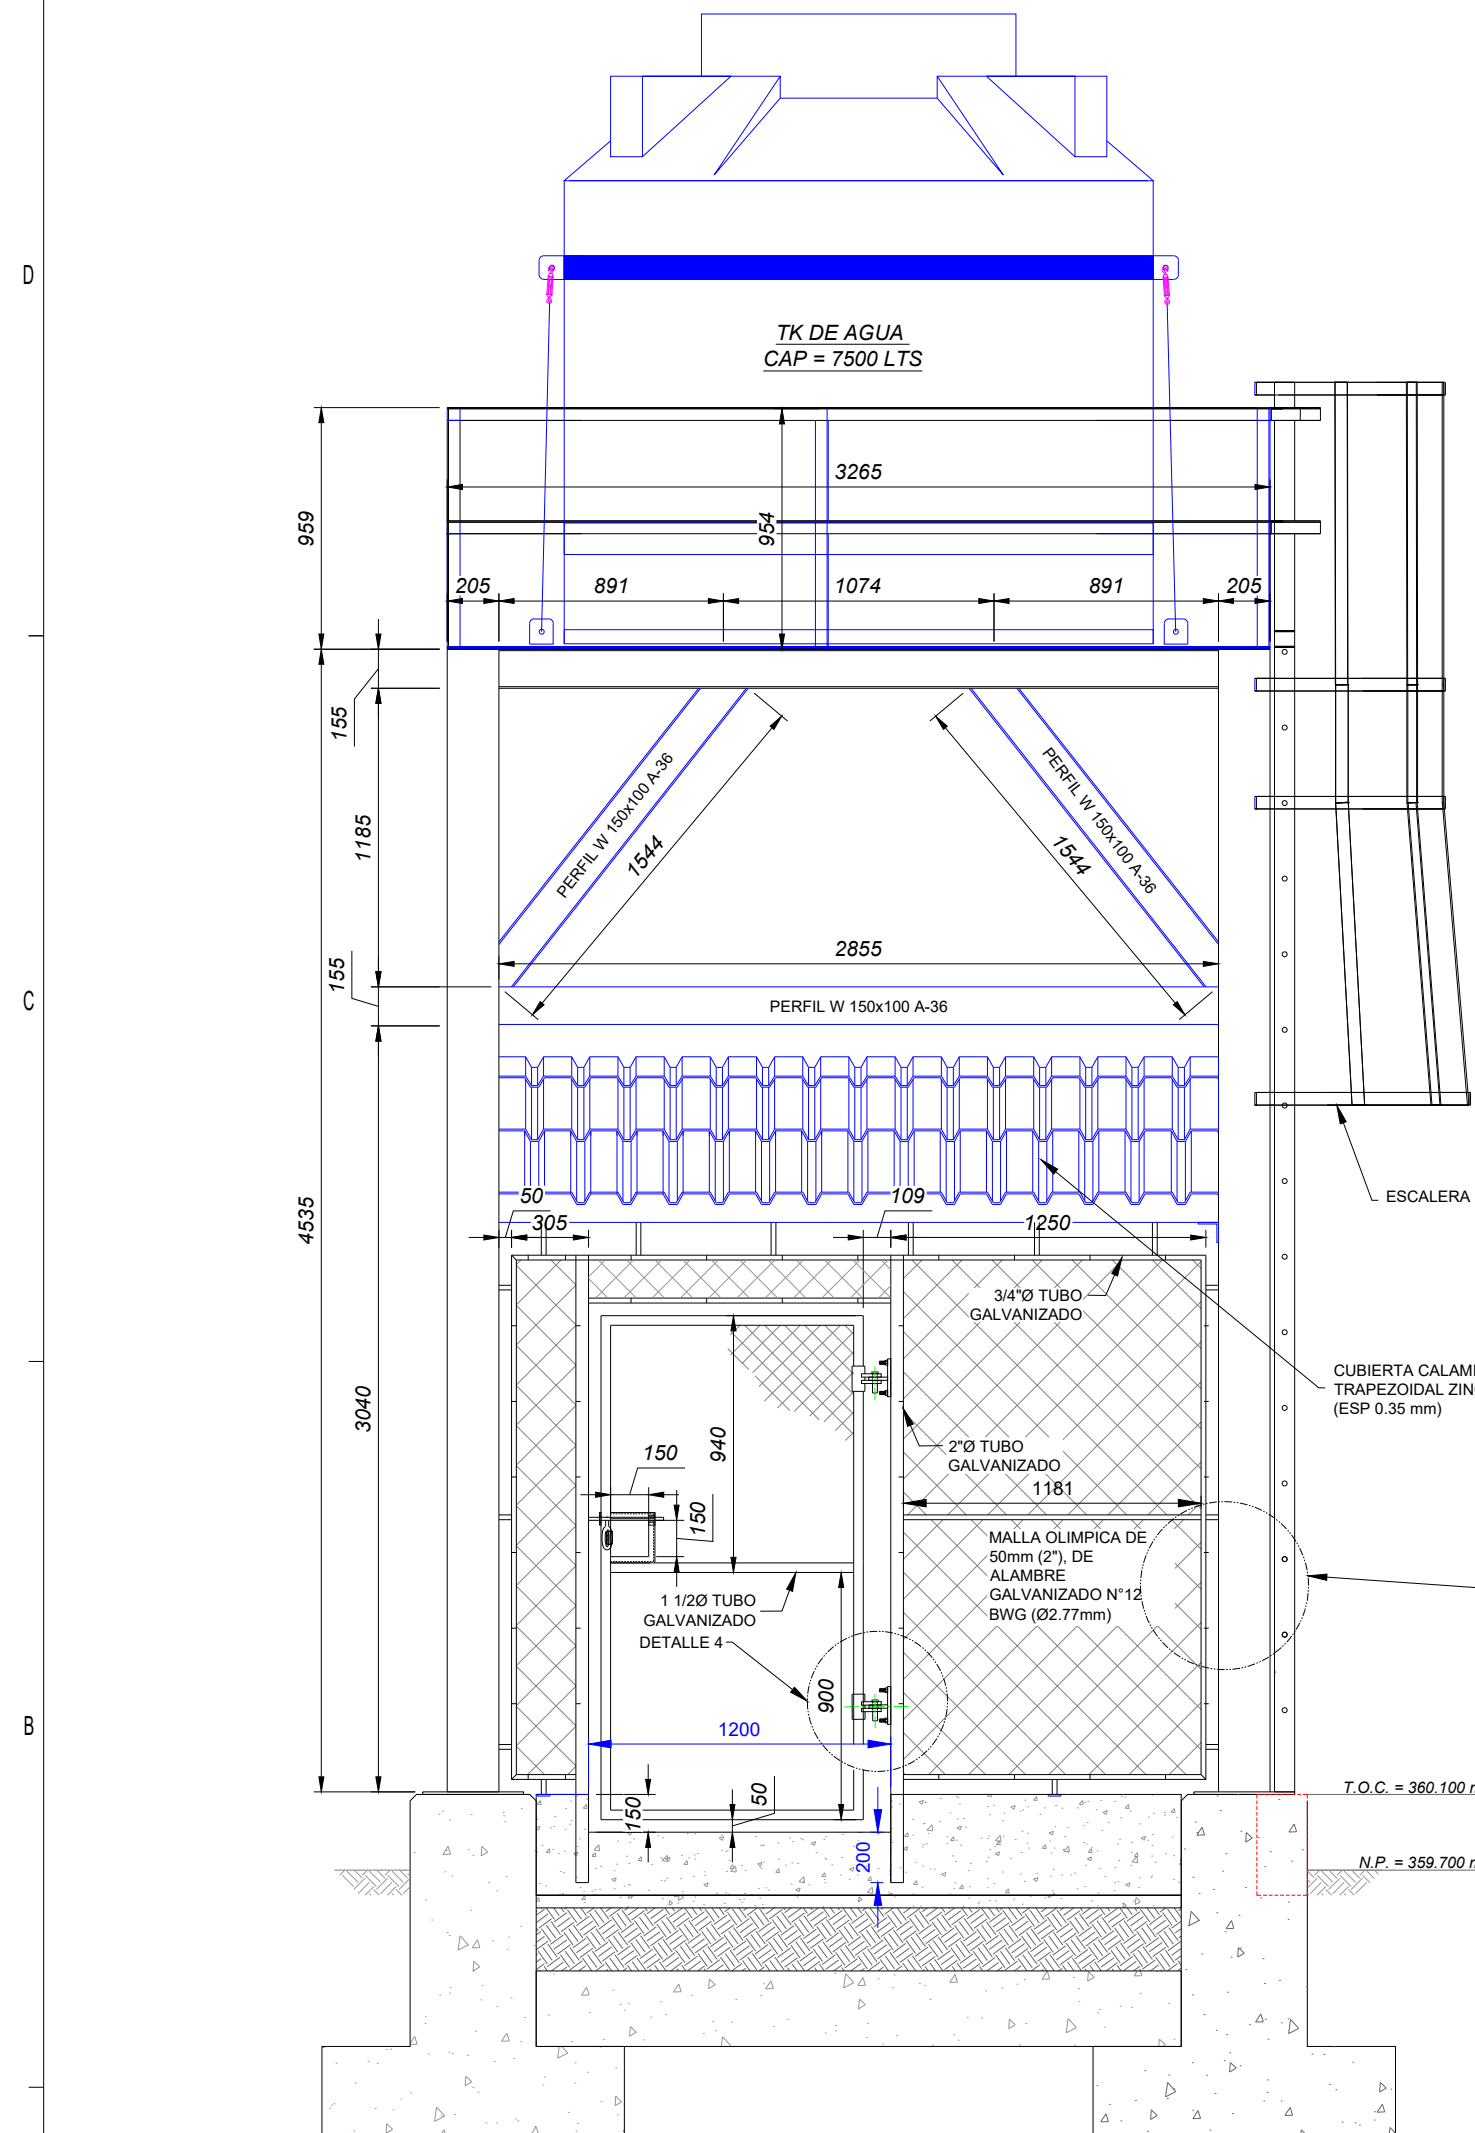 D
TK DE AGUA
CAP = 7500 LTS
3265
959
954
205
891
1074
891
205
155
PERFIL W 150x100 A-36
1544
PERFIL W 150x100 A-36
1544
1185
2855
155
C
PERFIL W 150x100 A-36
50
305
109
1250
ESCALERA
4535
3/4"Ø TUBO
GALVANIZADO
CUBIERTA CALAM
TRAPEZOIDAL ZIN
(ESP 0.35 mm)
3040
940
150
2"Ø TUBO
GALVANIZADO
1181
150
MALLA OLIMPICA DE
50mm (2"), DE
ALAMBRE
GALVANIZADO N°12
BWG (Ø2.77mm)
1 1/2Ø TUBO
GALVANIZADO
DETALLE 4
900
B
1200
T.O.C. = 360.100 m
150
50
200
N.P. = 359.700 m